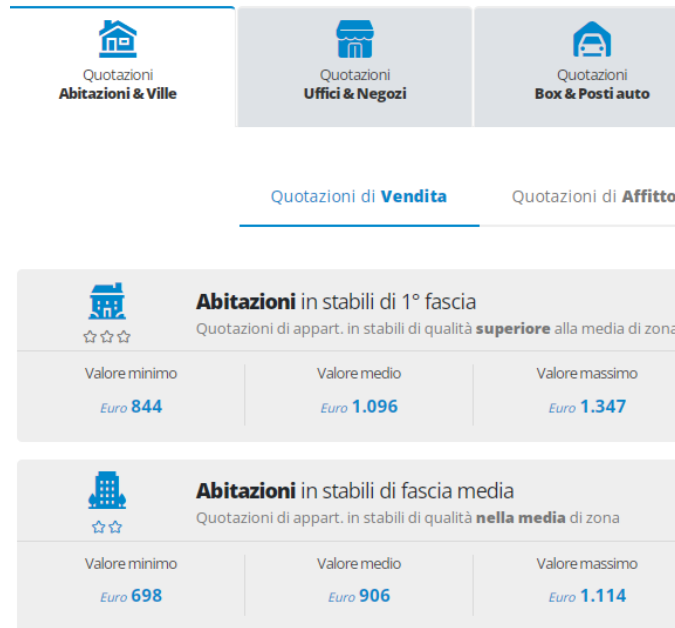 Quotazioni
Abitazioni & Ville
Quotazioni
Uffici & Negozi
Quotazioni
Box & Posti auto
Quotazioni di Vendita
Quotazioni di Affitto
Abitazioni in stabili di 1° fascia
Quotazioni di appart. in stabili di qualità superiore alla media di zona
Valore minimo
Valore medio
Valore massimo
Euro 844
Euro 1.096
Euro 1.347
Abitazioni in stabili di fascia media
Quotazioni di appart. in stabili di qualità nella media di zona
Valore minimo
Valore medio
Valore massimo
Euro 698
Euro 906
Euro 1.114